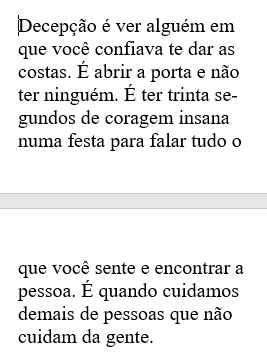 Decepção é ver alguém em
que você confiava te dar as
costas. É abrir a porta e não
ter ninguém. É ter trinta se-
gundos de coragem insana
numa festa para falar tudo o
que você sente e encontrar a
pessoa. É quando cuidamos
demais de pessoas que não
cuidam da gente.